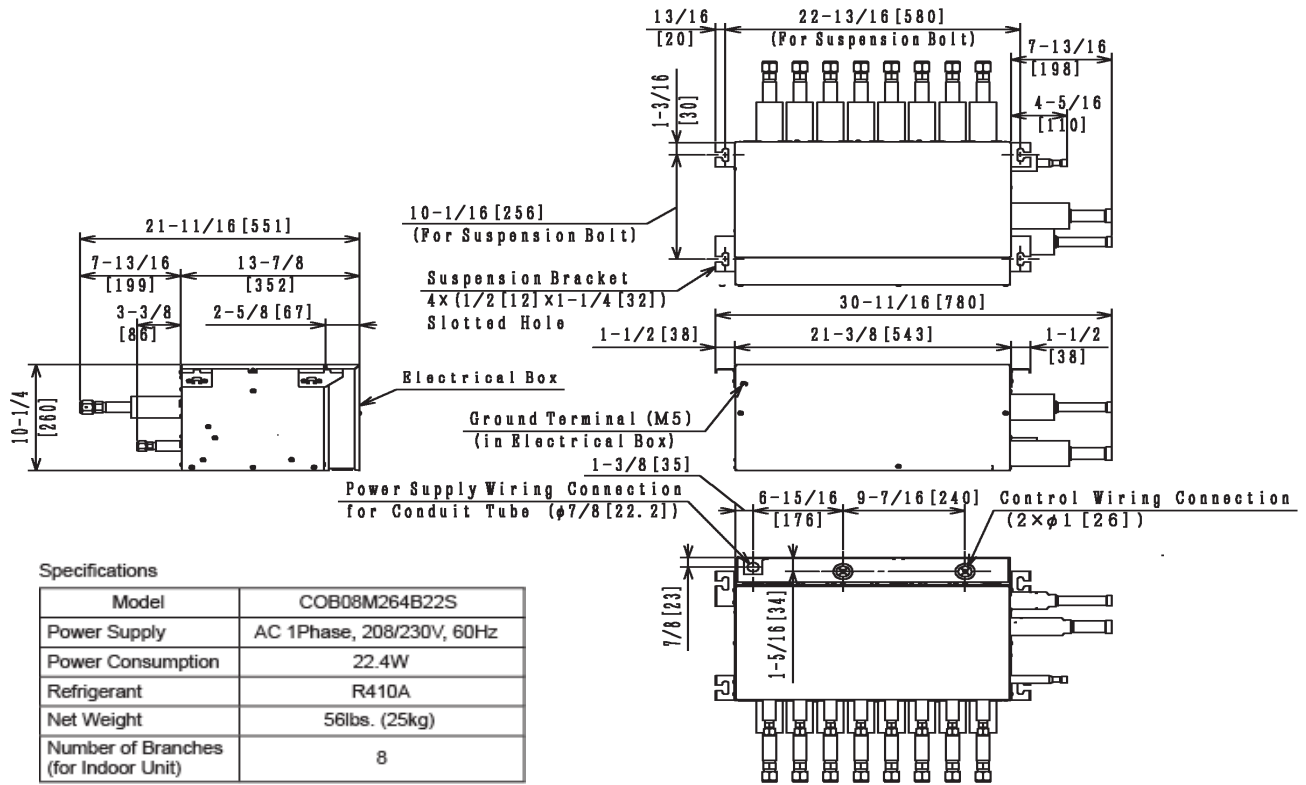 13/16
[20]
22-13/16 [580]
(For Suspension Bolt)
7-13/16
[198]
4-5/16
[110]
1-3/16
[30]
10-1/16 [256]
(For Suspension Bolt)
Suspension Bracket
4×(1/2 [12]×1-1/4 [32])
Slotted Hole
21-11/16 [551]
7-13/16
[199]
13-7/8
[352]
3-3/8
[86]
2-5/8 [67]
10-1/4
[260]
Electrical Box
30-11/16 [780]
1-1/2 [38]
21-3/8 [543]
1-1/2
[38]
Ground Terminal (M5)
(in Electrical Box)
1-3/8 [35]
Power Supply Wiring Connection
for Conduit Tube (φ7/8 [22.2])
6-15/16
[176]
9-7/16 [240]
Control Wiring Connection
(2×φ1 [26])
7/8 [23]
1-5/16 [34]
Specifications
Model COB08M264B22S
Power Supply AC 1Phase, 208/230V, 60Hz
Power Consumption 22.4W
Refrigerant R410A
Net Weight 56lbs. (25kg)
Number of Branches
(for Indoor Unit) 8